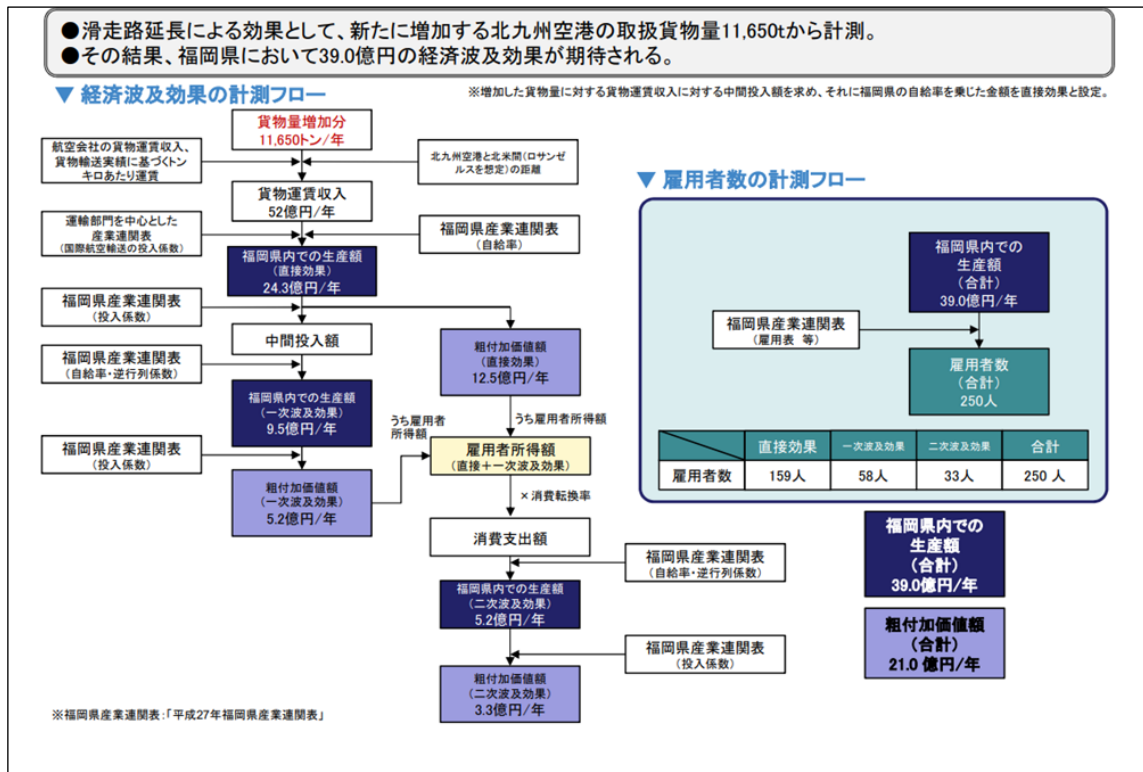 ●滑走路延長による効果として、新たに増加する北九州空港の取扱貨物量11,650tから計測。
●その結果、福岡県において39.0億円の経済波及効果が期待される。
▼ 経済波及効果の計測フロー
※増加した貨物量に対する貨物運賃収入に対する中間投入額を求め、それに福岡県の自給率を乗じた金額を直接効果と設定。
貨物量増加分
11,650トン/年
航空会社の貨物運賃収入、
貨物輸送実績に基づくトン
キロあたり運賃
北九州空港と北米間(ロサンゼ
ルスを想定)の距離
貨物運賃収入
52億円/年
運輸部門を中心とした
産業連関表
(国際航空輸送の投入係数)
福岡県産業連関表
(自給率)
福岡県内での生産額
(直接効果)
24.3億円/年
福岡県産業連関表
(投入係数)
中間投入額
粗付加価値額
(直接効果)
12.5億円/年
福岡県産業連関表
(自給率・逆行列係数)
福岡県内での生産額
(一次波及効果)
9.5億円/年
うち雇用者
所得額
うち雇用者所得額
福岡県産業連関表
(投入係数)
雇用者所得額
(直接+一次波及効果)
粗付加価値額
(一次波及効果)
5.2億円/年
×消費転換率
消費支出額
福岡県産業連関表
(自給率・逆行列係数)
福岡県内での生産額
(二次波及効果)
5.2億円/年
福岡県産業連関表
(投入係数)
粗付加価値額
(二次波及効果)
3.3億円/年
※福岡県産業連関表:「平成27年福岡県産業連関表」
▼ 雇用者数の計測フロー
福岡県内での
生産額
(合計)
39.0億円/年
福岡県産業連関表
(雇用表 等)
雇用者数
(合計)
250人
直接効果 一次波及効果 二次波及効果 合計
雇用者数 159人 58人 33人 250 人
福岡県内での
生産額
(合計)
39.0億円/年
粗付加価値額
(合計)
21.0 億円/年